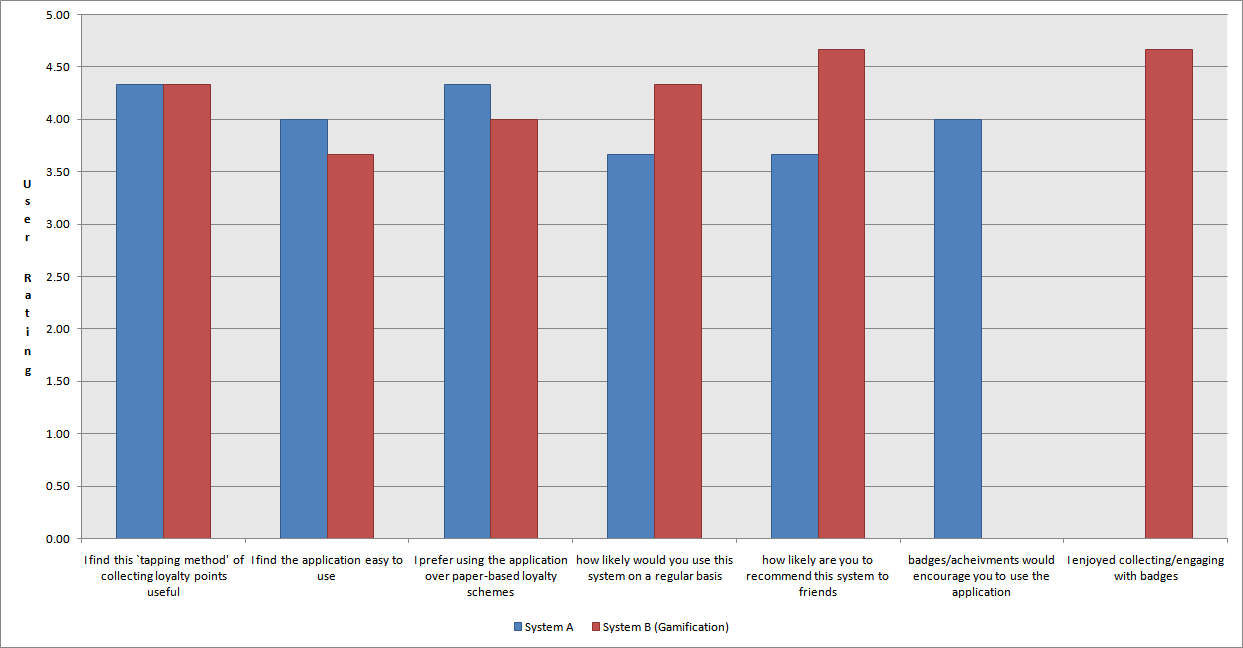 5.00
4.50
4.00
3.50
3.00
2.50
2.00
1.50
1.00
0.50
0.00
User Rating
I find this `tapping method' of
collecting loyalty points
useful
I find the application easy to
use
I prefer using the application
over paper-based loyalty
schemes
how likely would you use this
system on a regular basis
how likely are you to
recommend this system to
friends
badges/acheivments would
encourage you to use the
application
I enjoyed collecting/engaging
with badges
System A
System B (Gamification)